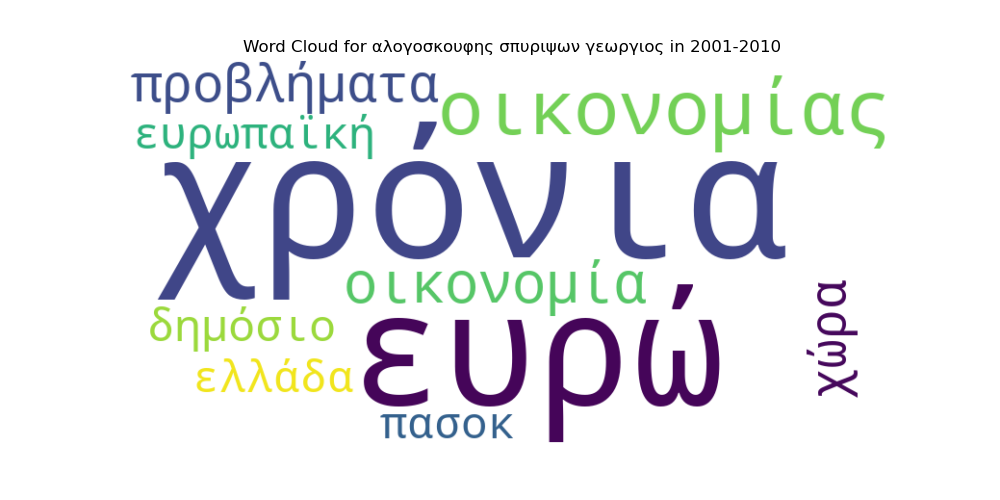 Word Cloud for αλογοσκουφης σπυριψων γεωργιος in 2001-2010
προβλήματα
οικονομίας
ευρωπαϊκή
χρόνια
οικονομία
χώρα
δημόσιο
ευρώ
ελλάδα
πασοκ